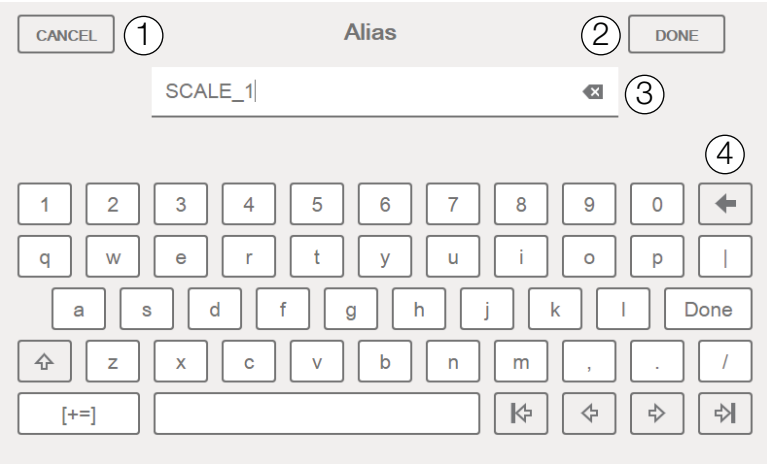 CANCEL 1 Alias 2 DONE
SCALE_1 3
4
1 2 3 4 5 6 7 8 9 0
q w e r t y u i o p |
a s d f g h j k l Done
z x c v b n m , . /
[+=]